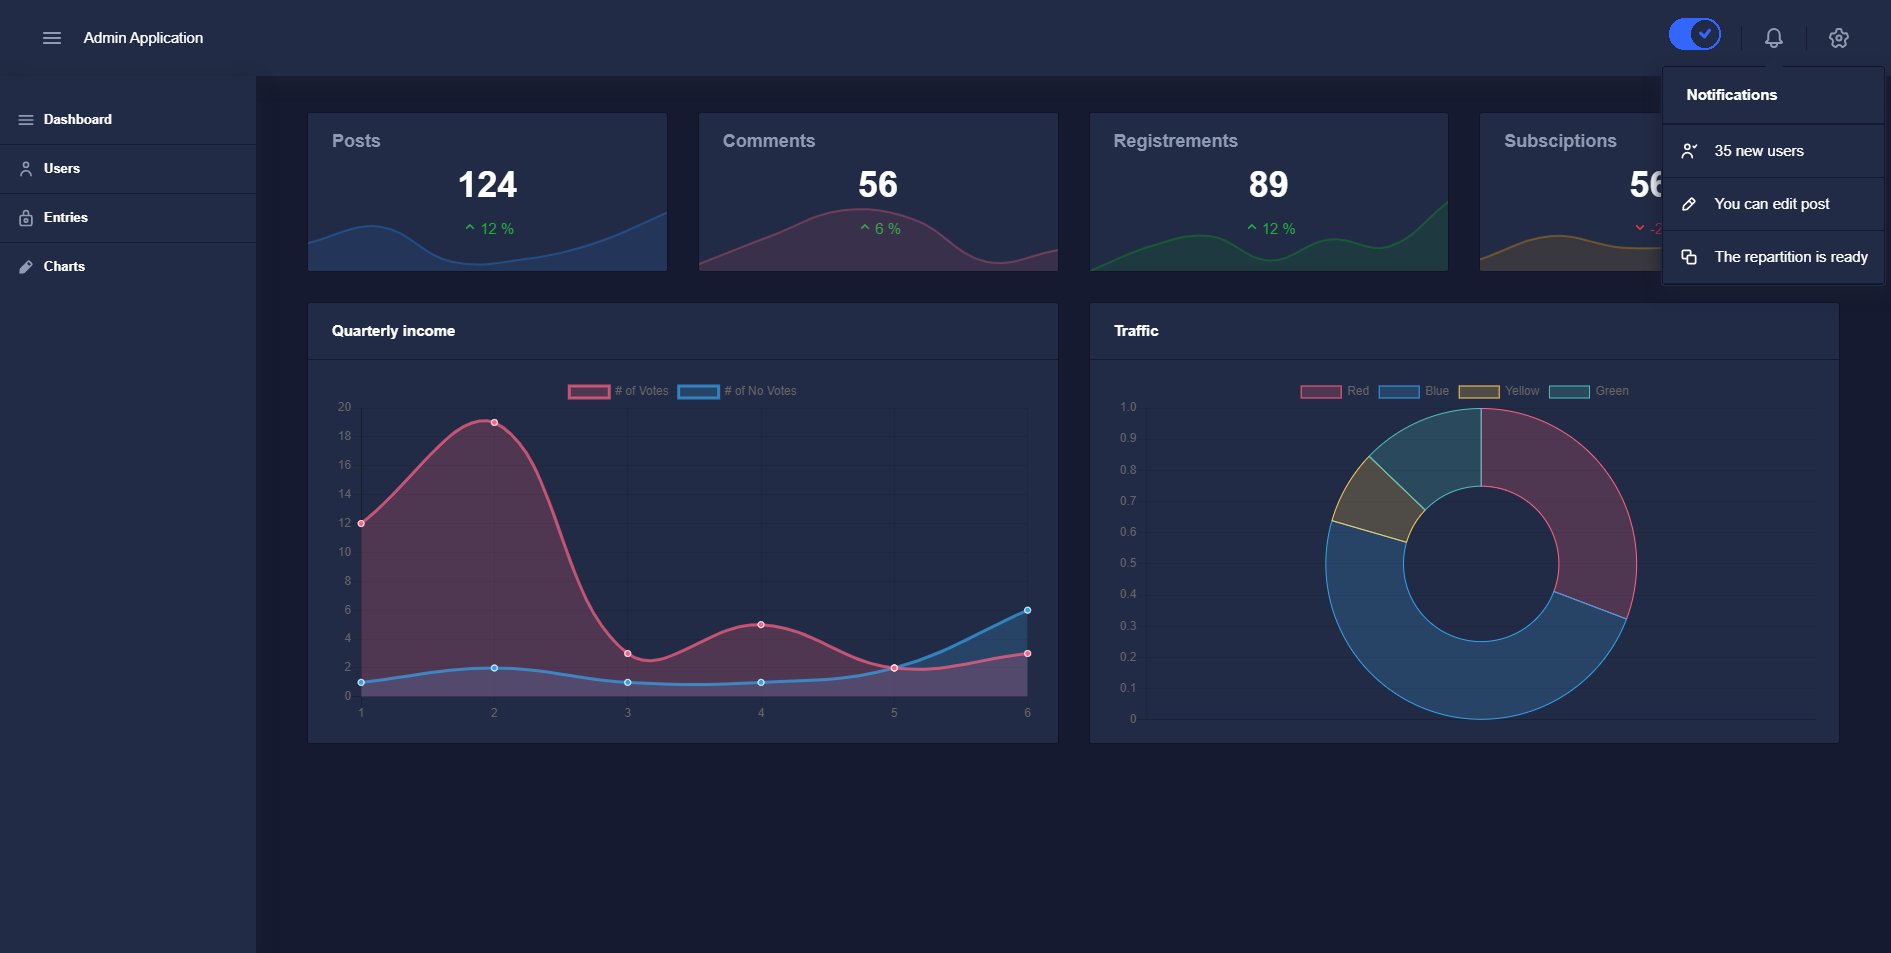 Admin Application
Notifications
35 new users
You can edit post
The repartition is ready
Dashboard
Users
Entries
Charts
Posts
124
12 %
Comments
56
6 %
Registrements
89
12 %
Subsciptions
Quarterly income
# of Votes
# of No Votes
20
18
16
14
12
10
8
6
4
2
0
1 2 3 4 5 6
Traffic
Red Blue Yellow Green
1.0
0.9
0.8
0.7
0.6
0.5
0.4
0.3
0.2
0.1
0